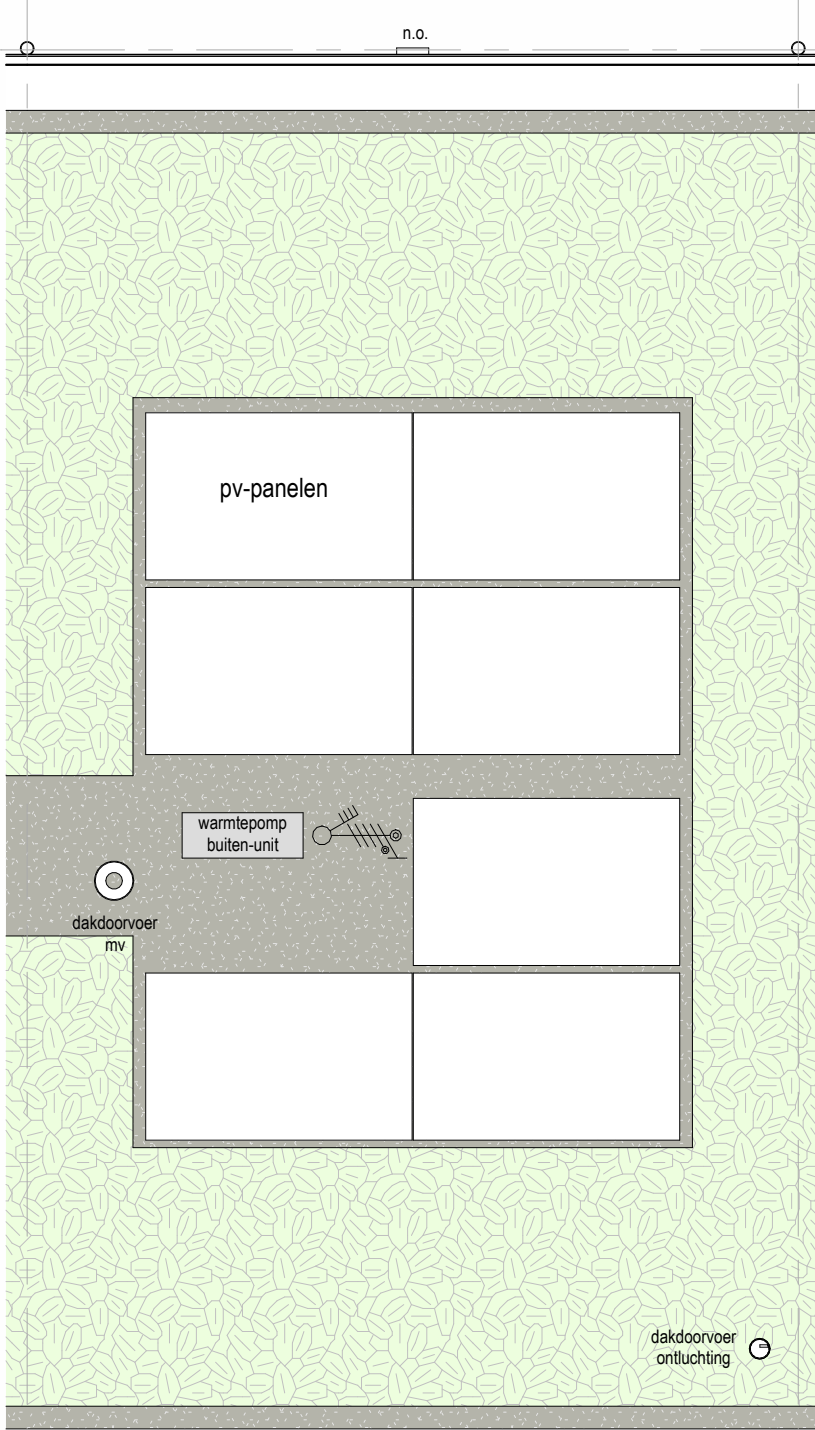 n.o.
pv-panelen
warmtepomp
buiten-unit
dakdoorvoer
mv
dakdoorvoer
ontluchting